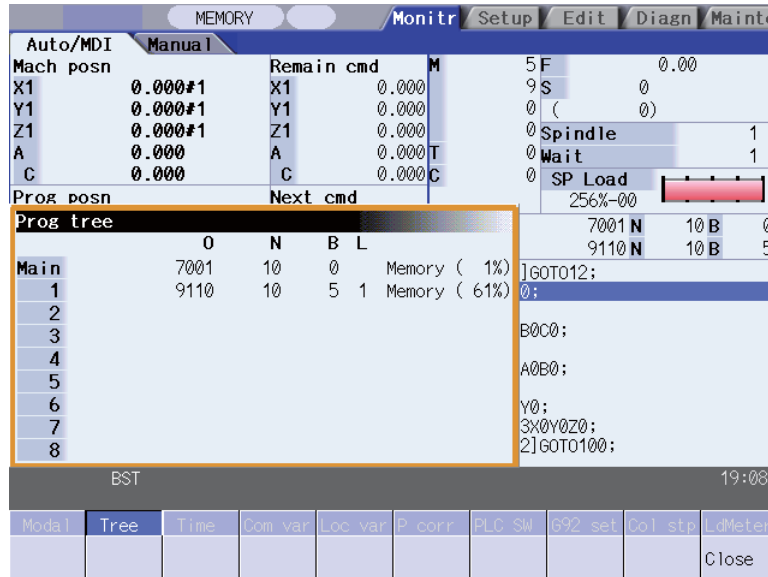 MEMORY Monitr Setup Edit Diagn Mainte
Auto/MDI Manual
Mach posn Remain cmd M 5 F 0.00
X1 0.000#1 X1 0.000 9 S 0
Y1 0.000#1 Y1 0.000 0 ( 0)
Z1 0.000#1 Z1 0.000 0 Spindle 1
A 0.000 A 0.000 T 0 Wait 1
C 0.000 C 0.000 C 0 SP Load
Prog posn Next cmd 256%-00
Prog tree 7001 N 10 B 0
O N B L 9110 N 10 B 5
Main 7001 10 0 Memory ( 1%) ]GOTO12;
1 9110 10 5 1 Memory ( 61%) 0;
2
3 B0C0;
4 A0B0;
5
6 Y0;
7 3X0Y0Z0;
8 2]GOTO100;
BST 19:08
Modal Tree Time Com var Loc var P corr PLC SW G92 set Col stp LdMeter
Close